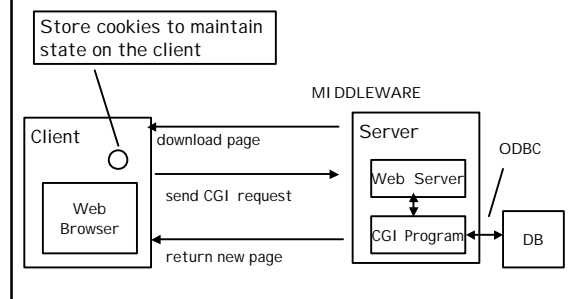 Store cookies to maintain
state on the client
MIDDLEWARE
Client
download page
Server
ODBC
Web Server
send CGI request
Web
Browser
CGI Program
DB
return new page